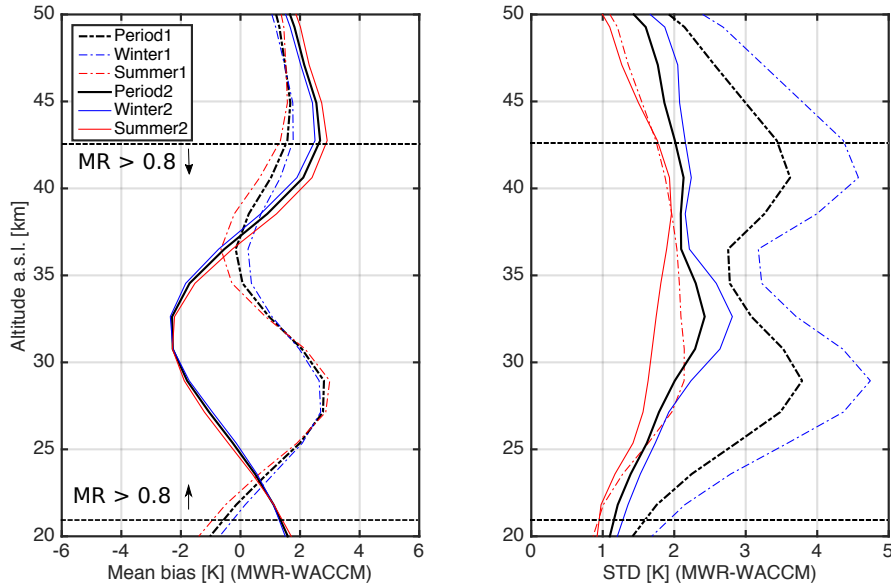 50
45
40
35
30
25
20
-6
-4
-2
0
2
4
6
Altitude a.s.l. [km]
Mean bias [K] (MWR-WACCM)
Period1
Winter1
Summer1
Period2
Winter2
Summer2
MR > 0.8
MR > 0.8
50
45
40
35
30
25
20
0
1
2
3
4
5
STD [K] (MWR-WACCM)